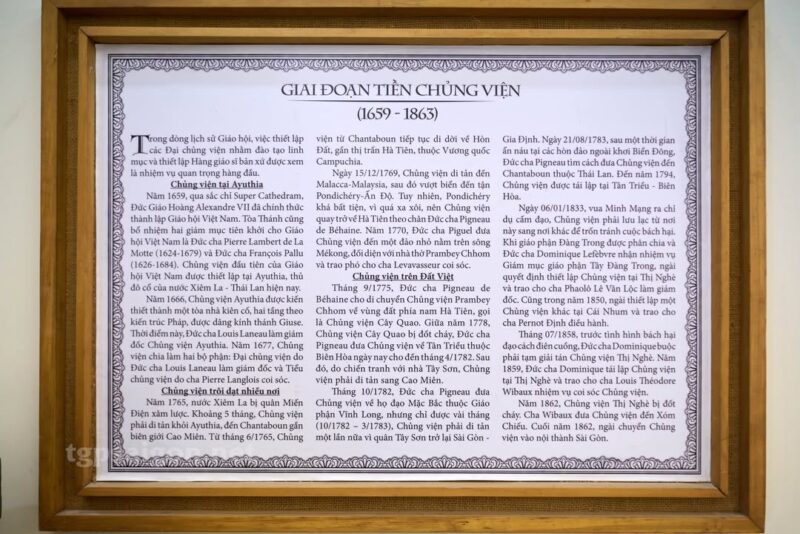 GIAI ĐOẠN TIỀN CHỦNG VIỆN
(1659 - 1863)
Trong dòng lịch sử Giáo hội, việc thiết lập
các Đại chủng viện nhằm đào tạo linh
mục và thiết lập Hàng giáo sĩ bản xứ được xem
là nhiệm vụ quan trọng hàng đầu.
Chủng viện tại Ayuthia
Năm 1659, qua sắc chỉ Super Cathedram,
Đức Giáo Hoàng Alexandre VII đã chính thức
thành lập Giáo hội Việt Nam. Tòa Thánh cũng
bổ nhiệm hai giám mục tiên khởi cho Giáo
hội Việt Nam là Đức cha Pierre Lambert de La
Motte (1624-1679) và Đức cha François Pallu
(1626-1684). Chủng viện đầu tiên của Giáo
hội Việt Nam được thiết lập tại Ayuthia, thủ
đô cổ của nước Xiêm La - Thái Lan hiện nay.
Năm 1666, Chủng viện Ayuthia được kiến
thiết thành một tòa nhà kiên cố, hai tầng theo
kiến trúc Pháp, được dâng kính thánh Giuse.
Thời điểm này, Đức cha Louis Laneau làm giám
đốc Chủng viện Ayuthia. Năm 1677, Chủng
viện chia làm hai bộ phận: Đại chủng viện do
Đức cha Louis Laneau làm giám đốc và Tiểu
chủng viện do cha Pierre Langlois coi sóc.
Chủng viện trôi dạt nhiều nơi
Năm 1765, nước Xiêm La bị quân Miến
Điện xâm lược. Khoảng 5 tháng, Chủng viện
phải di tản khỏi Ayuthia, đến Chantaboun gần
biên giới Cao Miên. Từ tháng 6/1765, Chủng
viện từ Chantaboun tiếp tục di dời về Hòn
Đất, gần thị trấn Hà Tiên, thuộc Vương quốc
Campuchia.
Ngày 15/12/1769, Chủng viện di tản đến
Malacca-Malaysia, sau đó vượt biển đến tận
Pondichéry-Ấn Độ. Tuy nhiên, Pondichéry
khá bất tiện, vì quá xa xôi, nên Chủng viện
quay trở về Hà Tiên theo chân Đức cha Pigneau
de Béhaine. Năm 1770, Đức cha Piguel đưa
Chủng viện đến một đảo nhỏ nằm trên sông
Mékong, đối diện với nhà thờ Prambey Chhom
và trao phó cho cha Levavasseur coi sóc.
Chủng viện trên Đất Việt
Tháng 9/1775, Đức cha Pigneau de
Béhaine cho di chuyển Chủng viện Prambey
Chhom về vùng đất phía nam Hà Tiên, gọi
là Chủng viện Cây Quao. Giữa năm 1778,
Chủng viện Cây Quao bị đốt cháy, Đức cha
Pigneau đưa Chủng viện về Tân Triều thuộc
Biên Hòa ngày nay cho đến tháng 4/1782. Sau
đó, do chiến tranh với nhà Tây Sơn, Chủng
viện phải di tản sang Cao Miên.
Tháng 10/1782, Đức cha Pigneau đưa
Chủng viện về họ đạo Mặc Bắc thuộc Giáo
phận Vĩnh Long, nhưng chỉ được vài tháng
(10/1782 – 3/1783), Chủng viện phải di tản
một lần nữa vì quân Tây Sơn trở lại Sài Gòn -
Gia Định. Ngày 21/08/1783, sau một thời gian
ẩn náu tại các hòn đảo ngoài khơi Biển Đông,
Đức cha Pigneau tìm cách đưa Chủng viện đến
Chantaboun thuộc Thái Lan. Đến năm 1794,
Chủng viện được tái lập tại Tân Triều - Biên
Hòa.
Ngày 06/01/1833, vua Minh Mạng ra chỉ
dụ cấm đạo, Chủng viện phải lưu lạc từ nơi
này sang nơi khác để trốn tránh cuộc bách hại.
Khi giáo phận Đàng Trong được phân chia và
Đức cha Dominique Lefèbvre nhận nhiệm vụ
Giám mục giáo phận Tây Đàng Trong, ngài
quyết định thiết lập Chủng viện tại Thị Nghè
và trao cho cha Phaolô Lê Văn Lộc làm giám
đốc. Cũng trong năm 1850, ngài thiết lập một
Chủng viện khác tại Cái Nhum và trao cho
cha Pernot Định điều hành.
Tháng 07/1858, trước tình hình bách hại
đạo cách điên cuồng, Đức cha Dominique buộc
phải tạm giải tán Chủng viện Thị Nghè. Năm
1859, Đức cha Dominique tái lập Chủng viện
tại Thị Nghè và trao cho cha Louis Théodore
Wibaux nhiệm vụ coi sóc Chủng viện.
Năm 1862, Chủng viện Thị Nghè bị đốt
cháy. Cha Wibaux đưa Chủng viện đến Xóm
Chiếu. Cuối năm 1862, ngài chuyển Chủng
viện vào nội thành Sài Gòn.
tgpsaigon.net